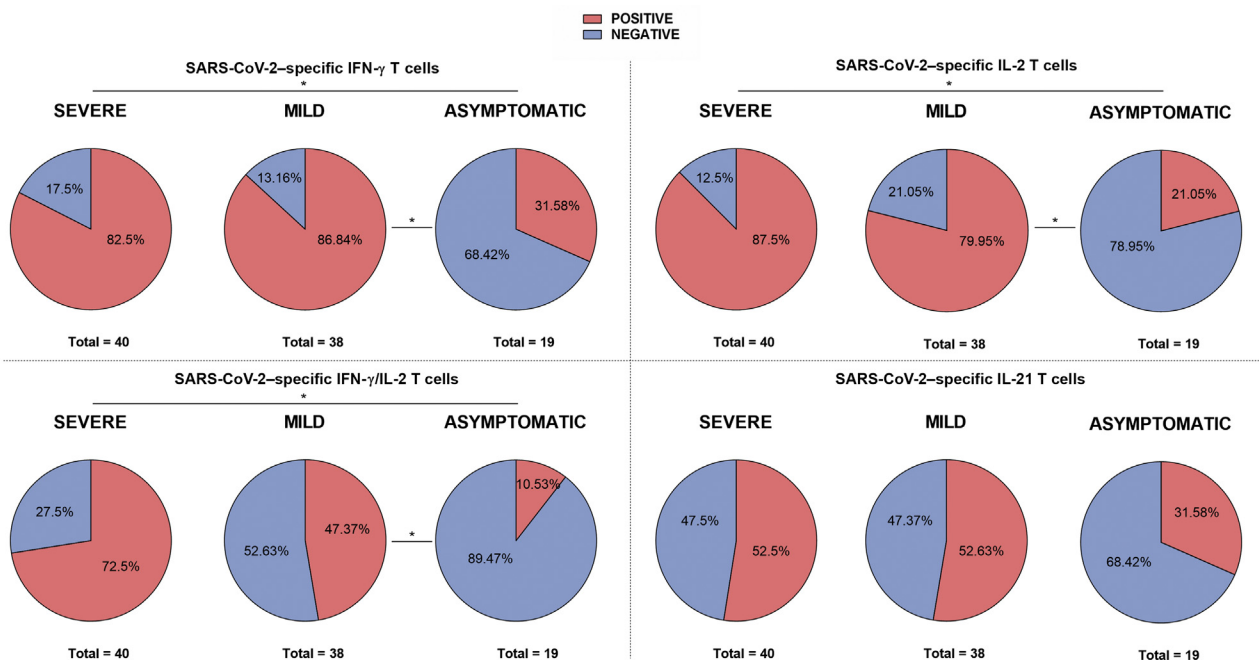 POSITIVE
NEGATIVE
SARS-CoV-2–specific IFN-γ T cells
*
SEVERE MILD ASYMPTOMATIC
17.5% 82.5%
13.16% 86.84%
*
31.58% 68.42%
Total = 40 Total = 38 Total = 19
SARS-CoV-2–specific IL-2 T cells
*
SEVERE MILD ASYMPTOMATIC
12.5% 87.5%
21.05% 79.95%
*
21.05% 78.95%
Total = 40 Total = 38 Total = 19
SARS-CoV-2–specific IFN-γ/IL-2 T cells
*
SEVERE MILD ASYMPTOMATIC
27.5% 72.5%
52.63% 47.37%
*
10.53% 89.47%
Total = 40 Total = 38 Total = 19
SARS-CoV-2–specific IL-21 T cells
SEVERE MILD ASYMPTOMATIC
47.5% 52.5%
47.37% 52.63%
31.58% 68.42%
Total = 40 Total = 38 Total = 19